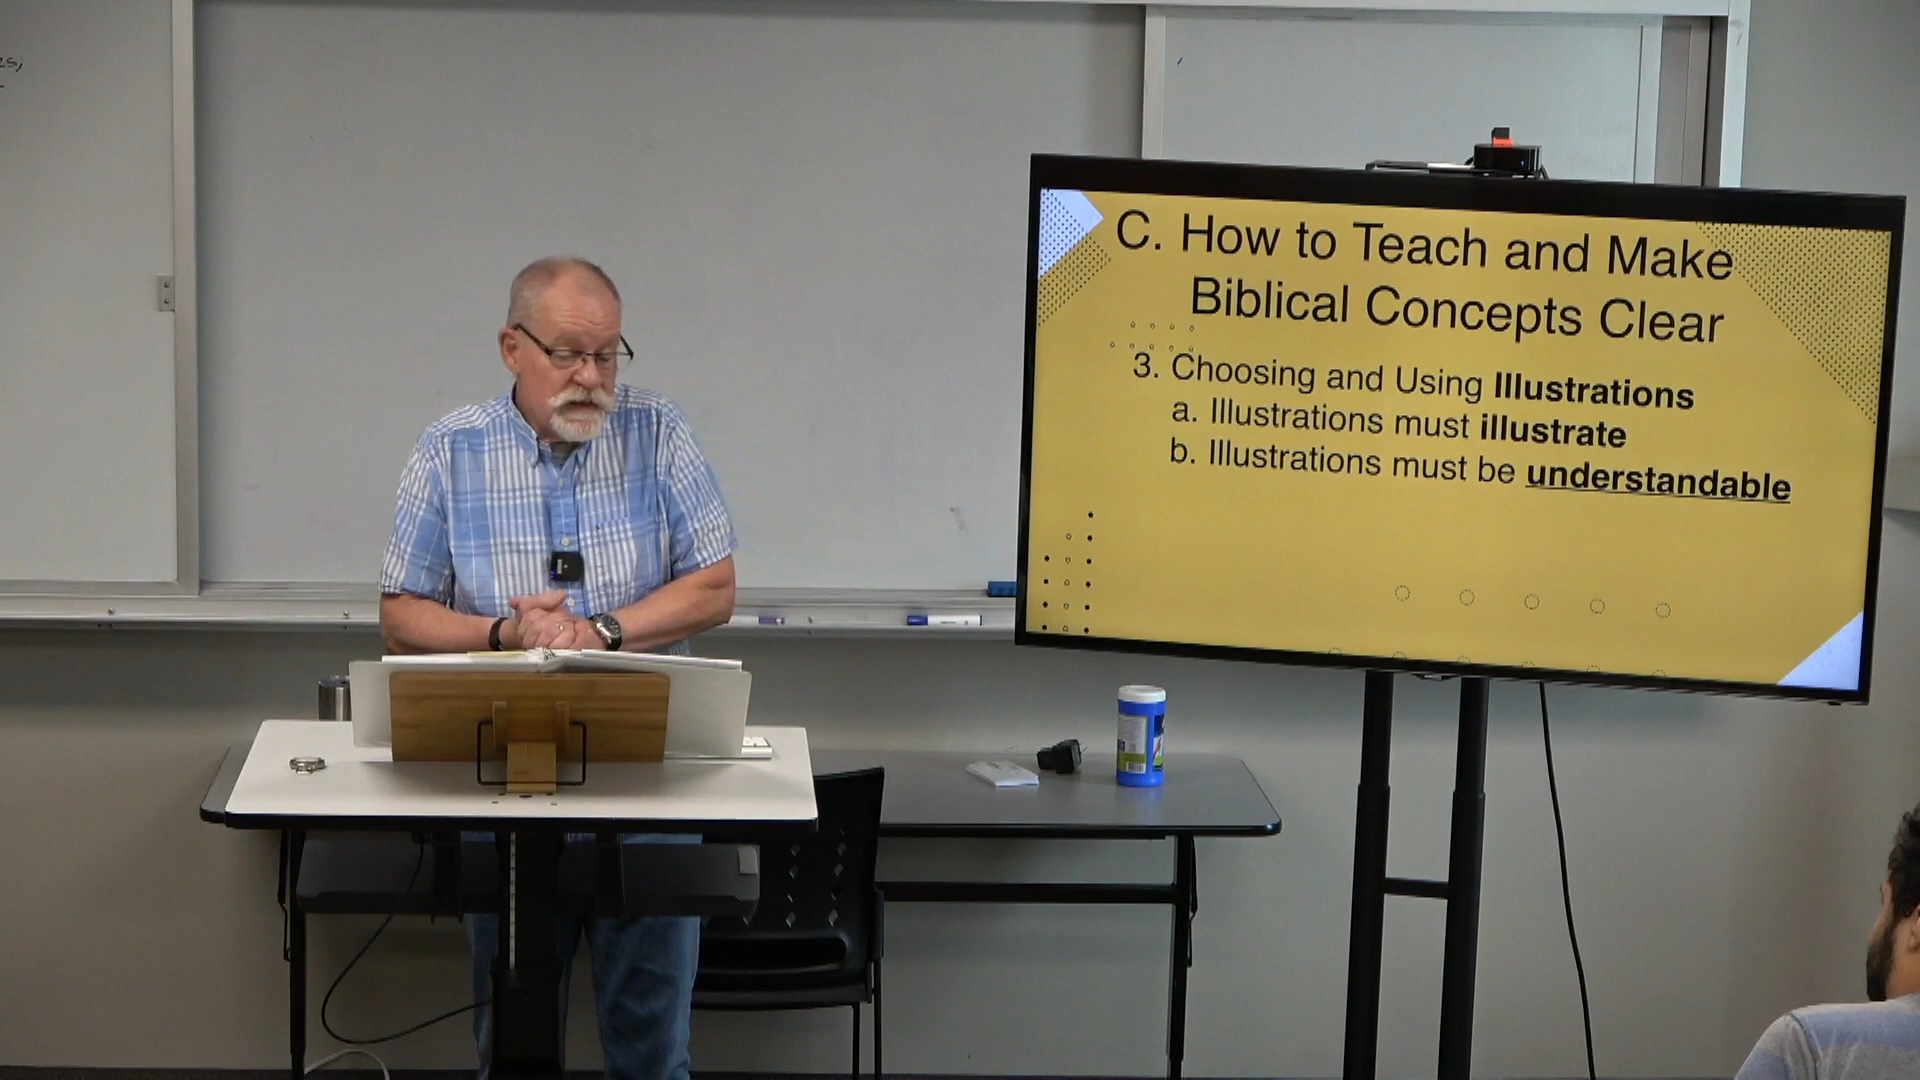 C. How to Teach and Make
Biblical Concepts Clear
3. Choosing and Using Illustrations
a. Illustrations must illustrate
b. Illustrations must be understandable